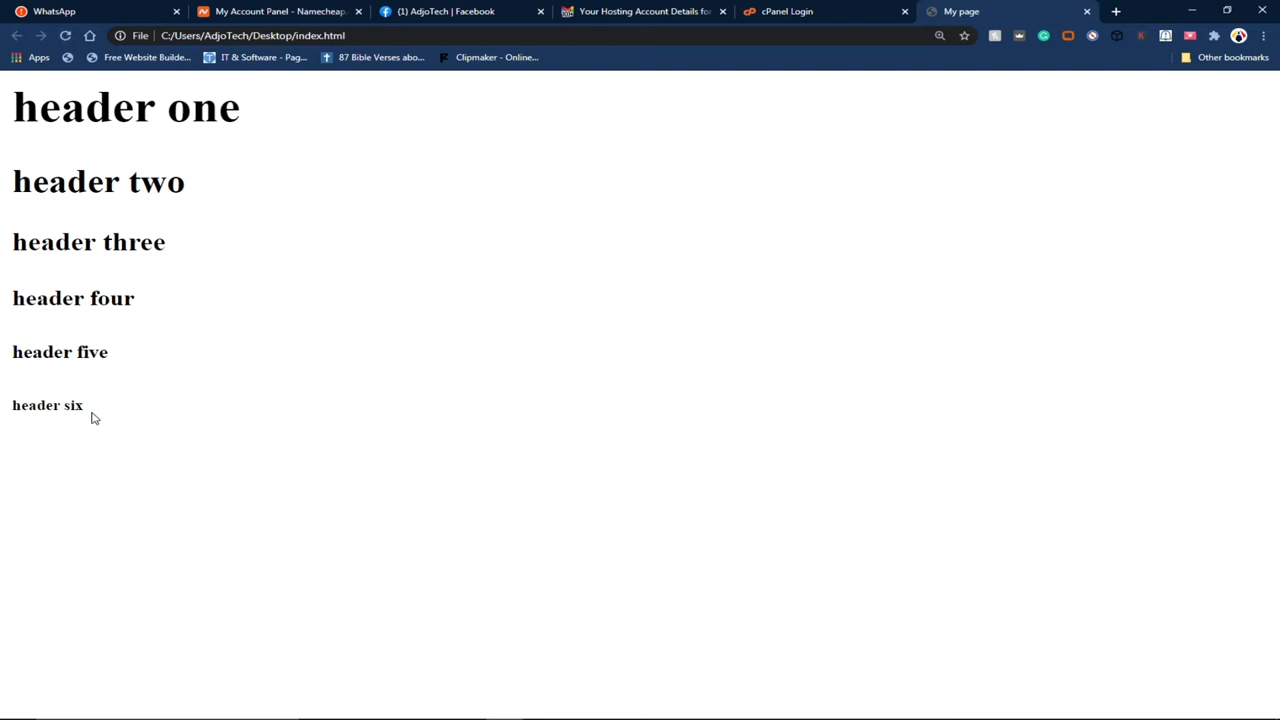 WhatsApp
My Account Panel - Namecheap.
(1) AdjoTech | Facebook
Your Hosting Account Details for
cPanel Login
My page
File
C:/Users/AdjoTech/Desktop/index.html
Apps
Free Website Builde...
IT & Software - Pag...
87 Bible Verses abo...
Clipmaker - Online...
Other bookmarks
header one
header two
header three
header four
header five
header six